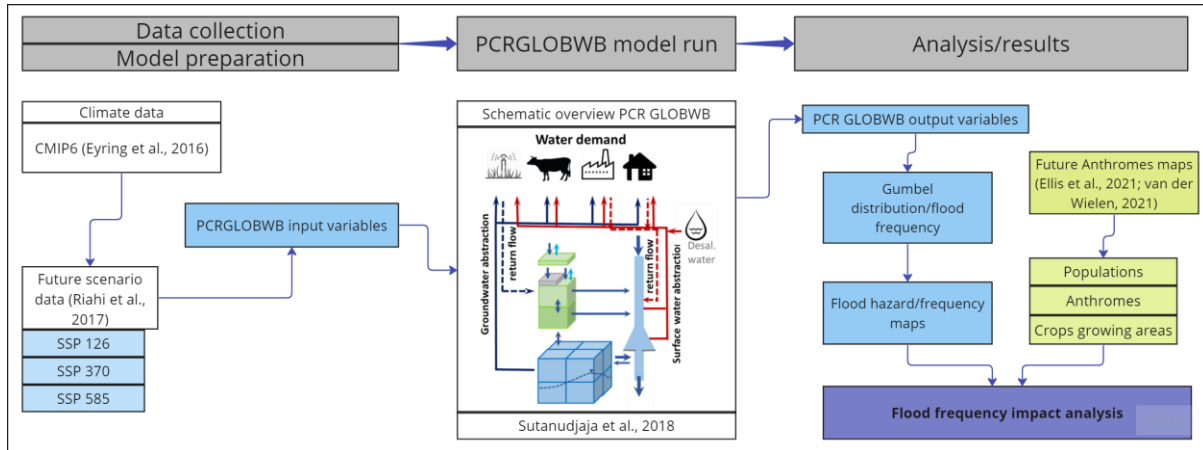 Data collection
Model preparation
PCRGLOBWB model run
Analysis/results
Climate data
CMIP6 (Eyring et al., 2016)
Future scenario
data (Riahi et al.,
2017)
SSP 126
SSP 370
SSP 585
PCRGLOBWB input variables
Schematic overview PCR GLOBWB
Water demand
Groundwater abstraction
return flow
return flow
Surface water abstraction
Desal.
water
Sutanudjaja et al., 2018
PCR GLOBWB output variables
Gumbel
distribution/flood
frequency
Flood hazard/frequency
maps
Future Anthromes maps
(Ellis et al., 2021; van der
Wielen, 2021)
Populations
Anthromes
Crops growing areas
Flood frequency impact analysis